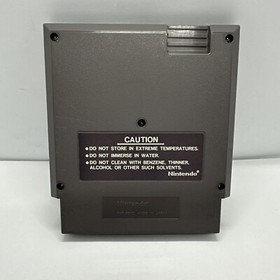 CAUTION
•DO NOT STORE IN EXTREME TEMPERATURES.
•DO NOT IMMERSE IN WATER.
•DO NOT CLEAN WITH BENZENE, THINNER,
ALCOHOL OR OTHER SUCH SOLVENTS.
Nintendo®